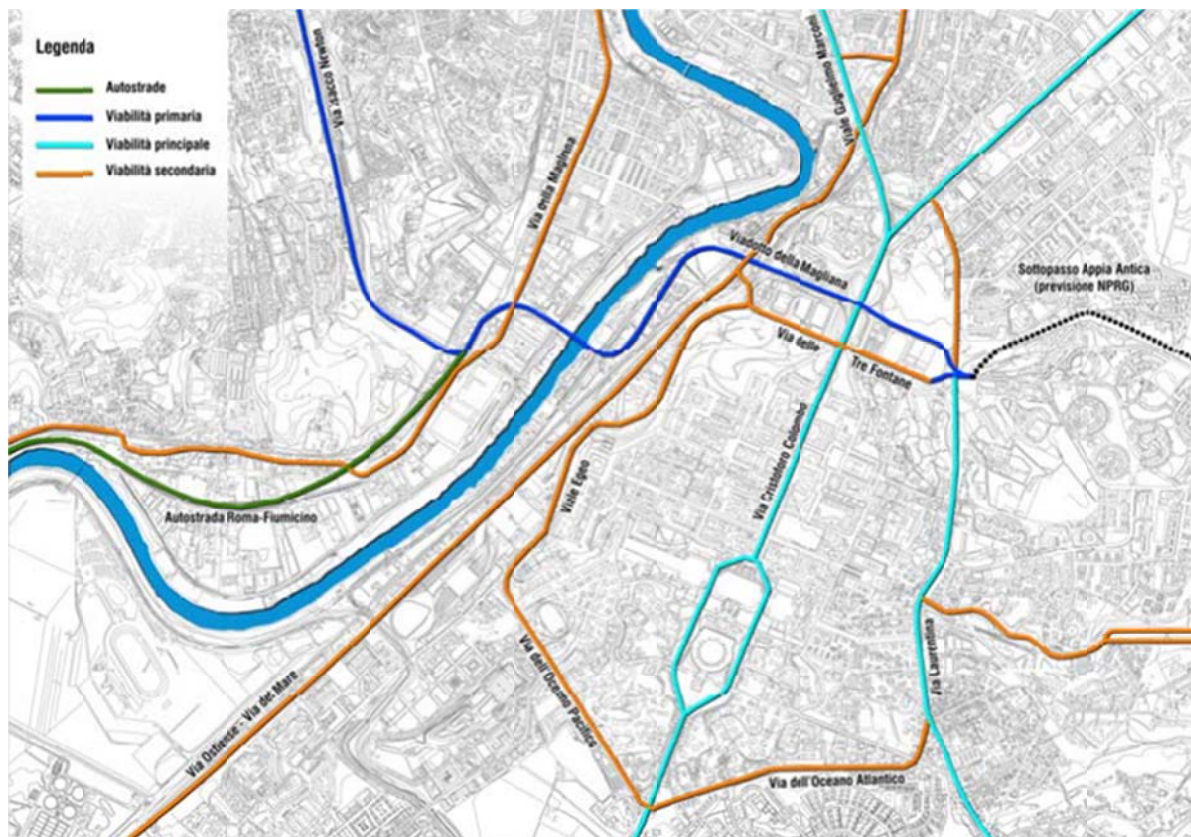 Legenda
Autostrade
Viabilità primaria
Viabilità principale
Viabilità secondaria
Via Isacco Newton
Via della Magliana
Viale Guglielmo Marconi
Viadotto della Magliana
Sottopasso Appia Antica
(previsione NPRG)
Via delle
Tre Fontane
Via Cristoforo Colombo
Viale Egeo
Autostrada Roma-Fiumicino
Via Laurentina
Via dell'Oceano Pacifico
Via Ostiense - Via del Mare
Via dell'Oceano Atlantico